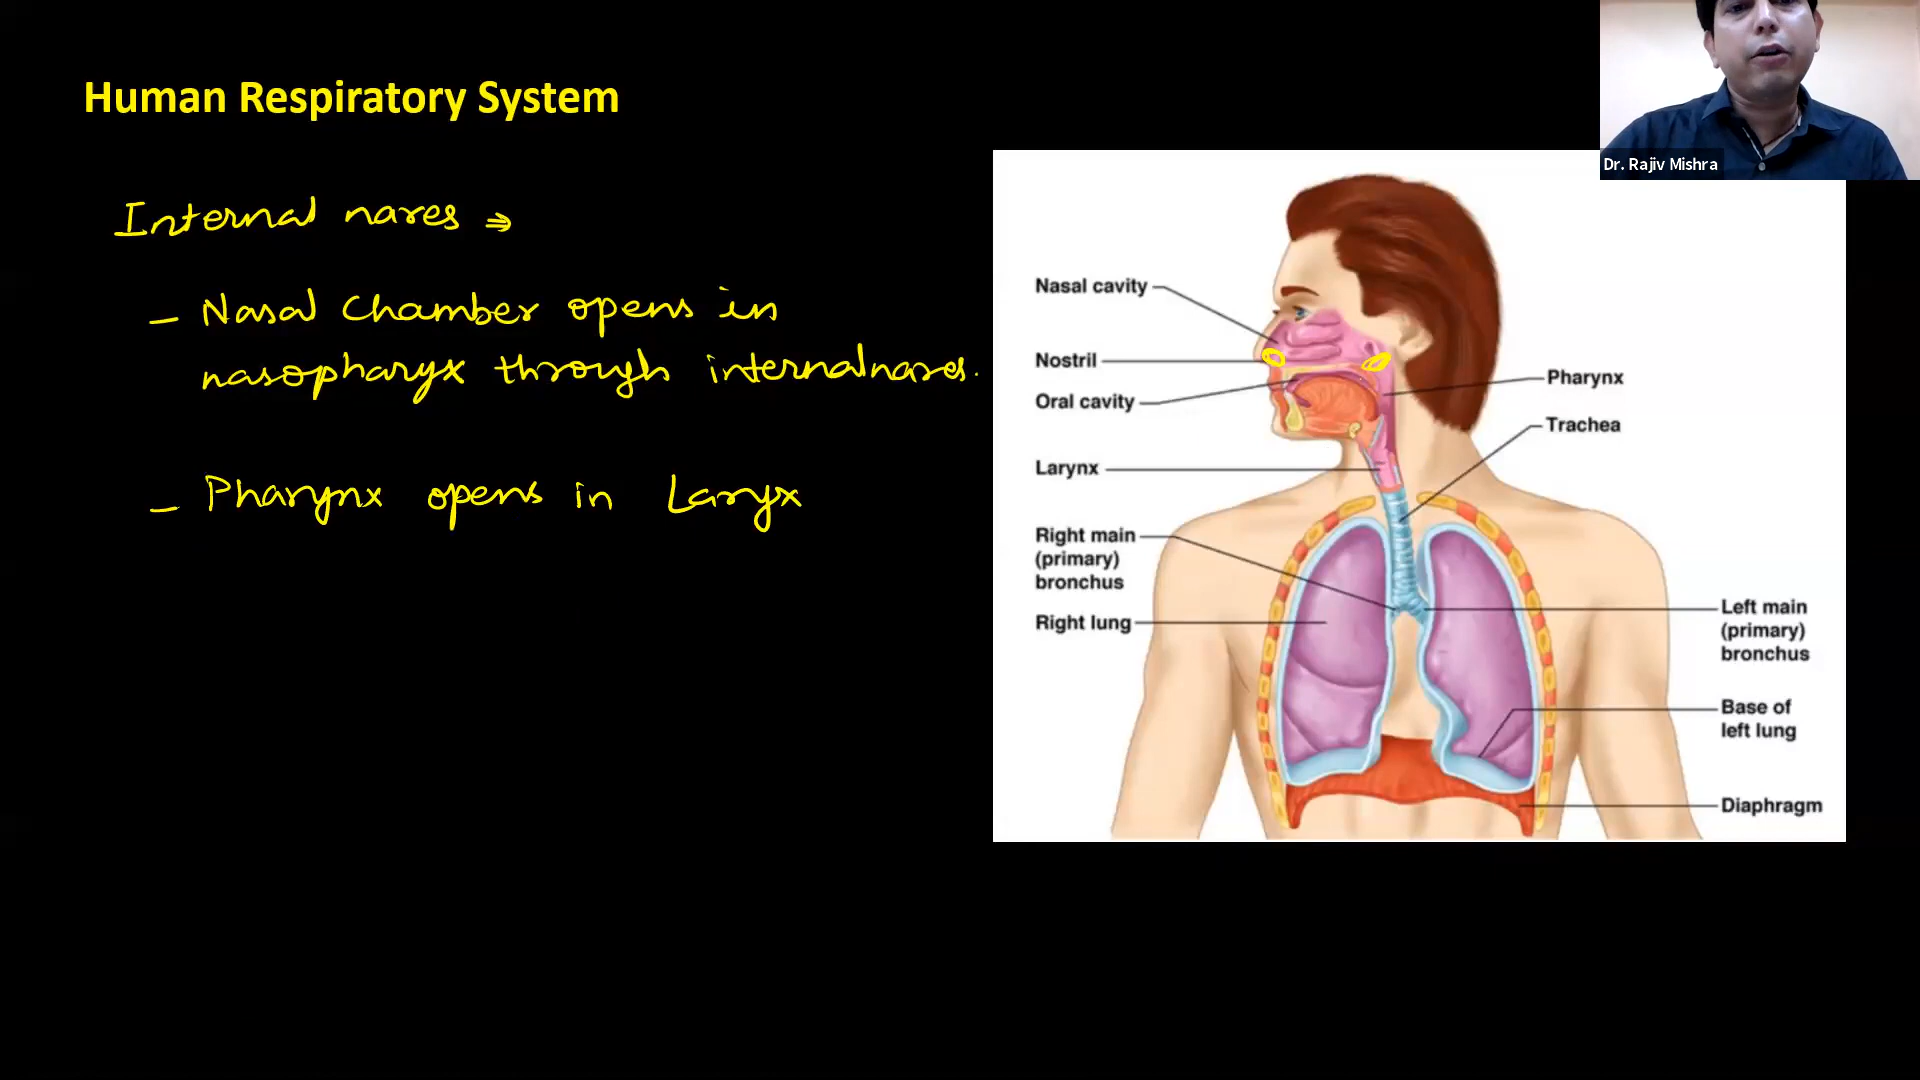 Human Respiratory System
Internal nares ⇒
- Nasal Chamber opens in
nasopharyx through internalnares.
- Pharynx opens in Laryx
Dr. Rajiv Mishra
Nasal cavity
Nostril
Oral cavity
Larynx
Right main
(primary)
bronchus
Right lung
Pharynx
Trachea
Left main
(primary)
bronchus
Base of
left lung
Diaphragm